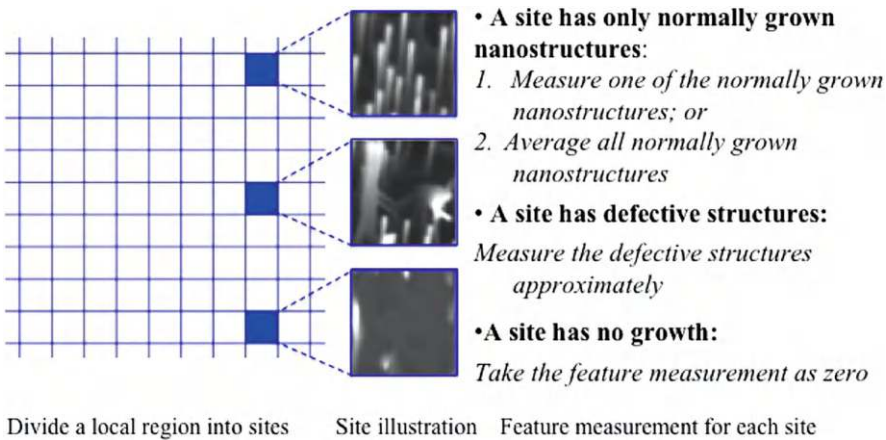 • A site has only normally grown
nanostructures:
1. Measure one of the normally grown
nanostructures; or
2. Average all normally grown
nanostructures
• A site has defective structures:
Measure the defective structures
approximately
•A site has no growth:
Take the feature measurement as zero
Divide a local region into sites
Site illustration
Feature measurement for each site